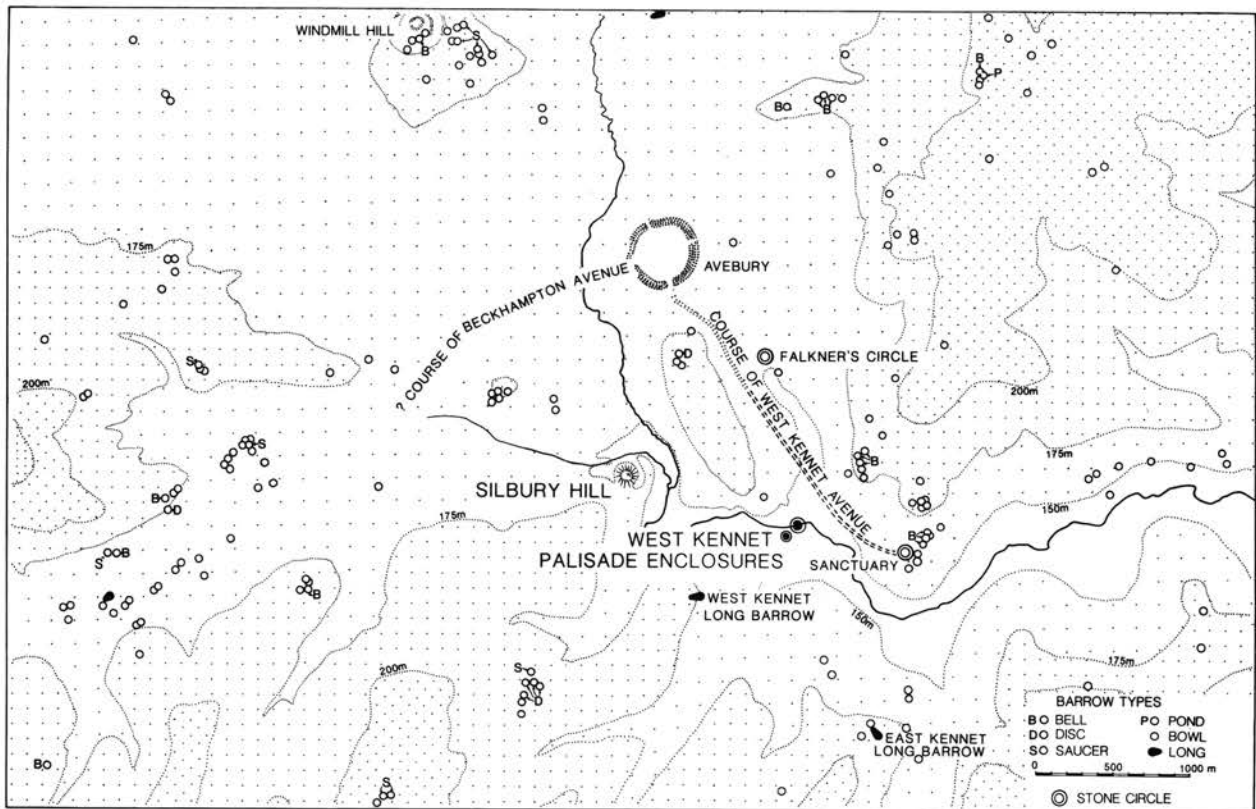 WINDMILL HILL
S
B
B
P
B
B
175m
AVEBURY
? COURSE OF BECKHAMPTON AVENUE
COURSE OF WEST KENNET AVENUE
D
FALKNER'S CIRCLE
S
200m
200m
S
B
175m
SILBURY HILL
B
D
175m
150m
WEST KENNET
PALISADE ENCLOSURES
B
SANCTUARY
B
S
B
WEST KENNET
LONG BARROW
150m
200m
S
D
175m
EAST KENNET
LONG BARROW
B
S
BARROW TYPES
B BELL
P POND
D DISC
BOWL
S SAUCER
LONG
0 500 1000 m
STONE CIRCLE